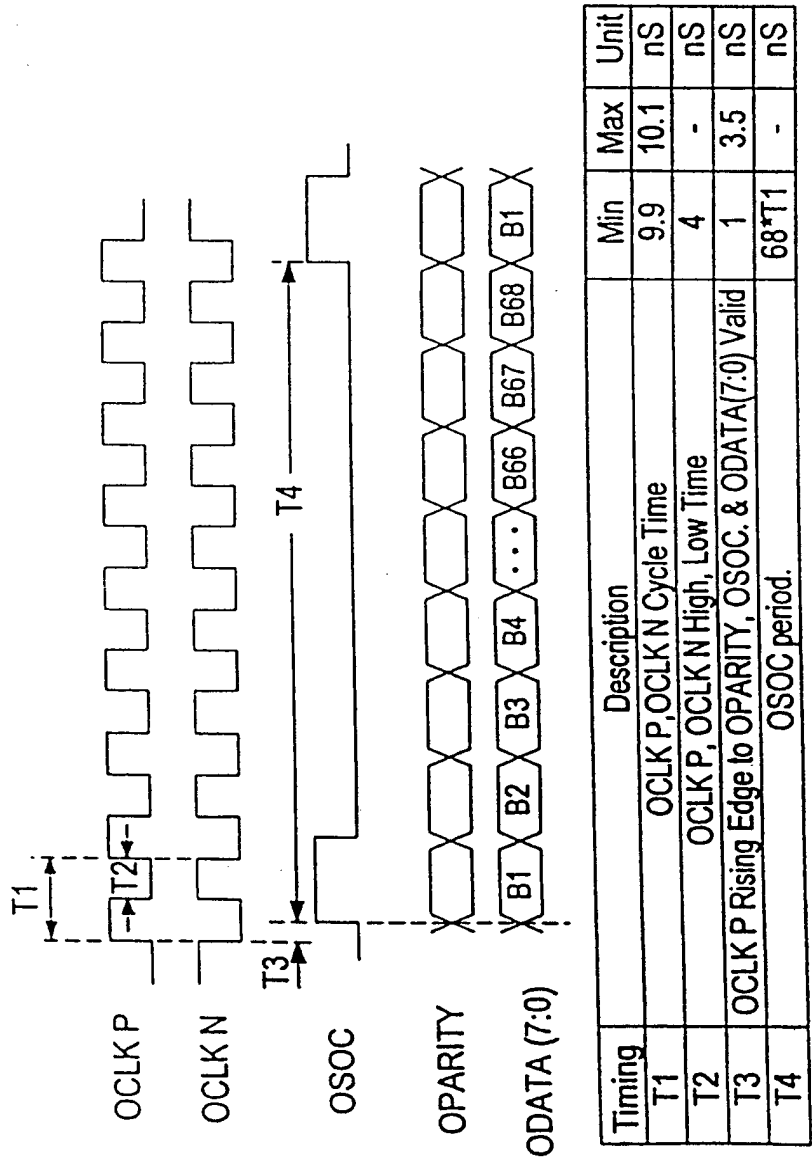 T1
OCLK P
T2
OCLK N
T3
T4
OSOC
OPARITY
ODATA (7:0)
B1 B2 B3 B4 • • • B66 B67 B68 B1
Timing Description Min Max Unit
T1 OCLK P,OCLK N Cycle Time 9.9 10.1 nS
T2 OCLK P, OCLK N High, Low Time 4 - nS
T3 OCLK P Rising Edge to OPARITY, OSOC. & ODATA(7:0) Valid 1 3.5 nS
T4 OSOC period. 68*T1 - nS